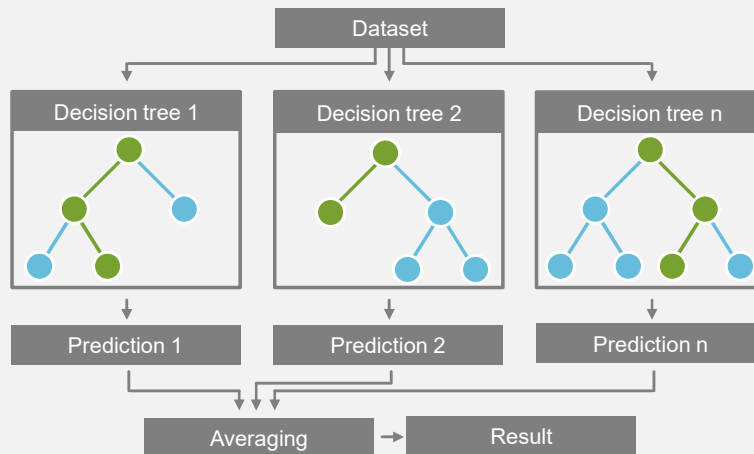 Dataset
Decision tree 1
Decision tree 2
Decision tree n
Prediction 1
Prediction 2
Prediction n
Averaging
Result